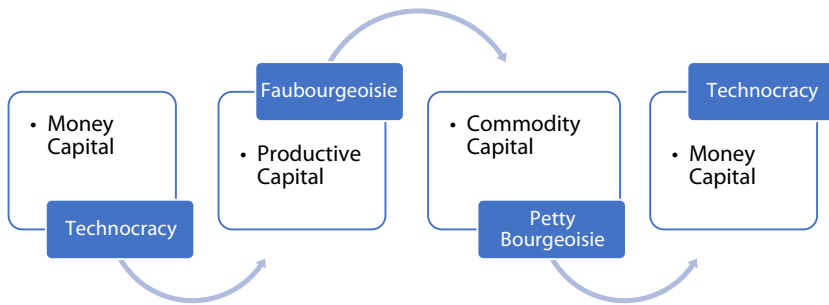 • Money
Capital
Technocracy
Faubourgeoisie
• Productive
Capital
• Commodity
Capital
Petty
Bourgeoisie
Technocracy
• Money
Capital